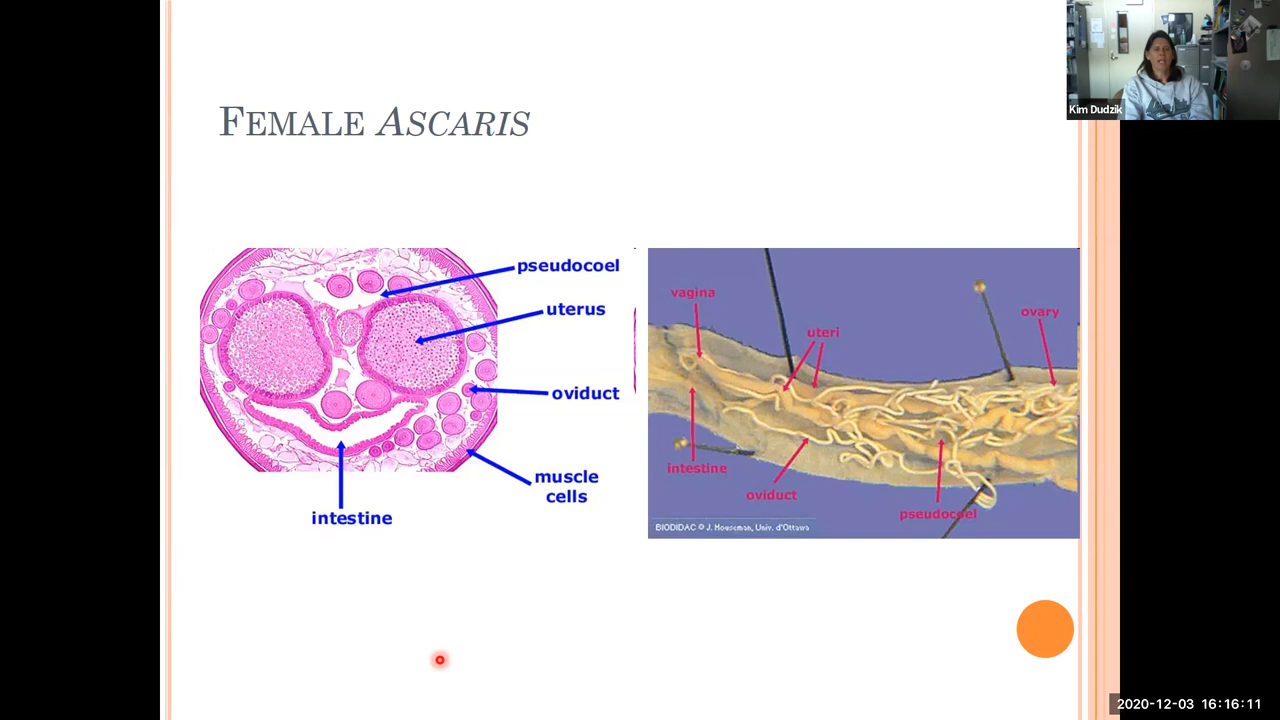 Kim Dudzik
FEMALE ASCARIS
pseudocoel
uterus
oviduct
muscle
cells
intestine
vagina
uteri
ovary
intestine
oviduct
pseudocoel
BIODIDAC © J. Houseman, Univ. d'Ottawa
2020-12-03 16:16:11